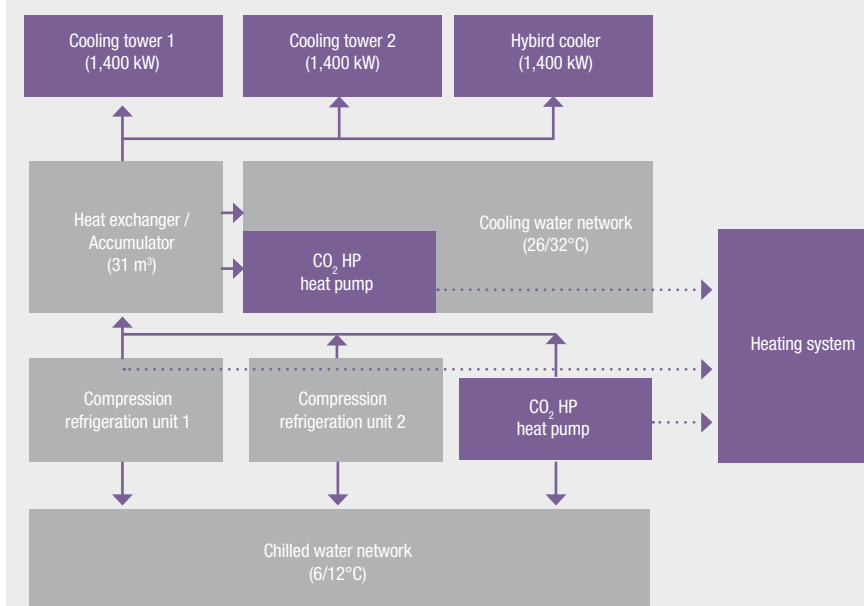 Cooling tower 1
(1,400 kW)
Cooling tower 2
(1,400 kW)
Hybird cooler
(1,400 kW)
Heat exchanger /
Accumulator
(31 m³)
Cooling water network
(26/32°C)
CO₂ HP
heat pump
Heating system
Compression
refrigeration unit 1
Compression
refrigeration unit 2
CO₂ HP
heat pump
Chilled water network
(6/12°C)